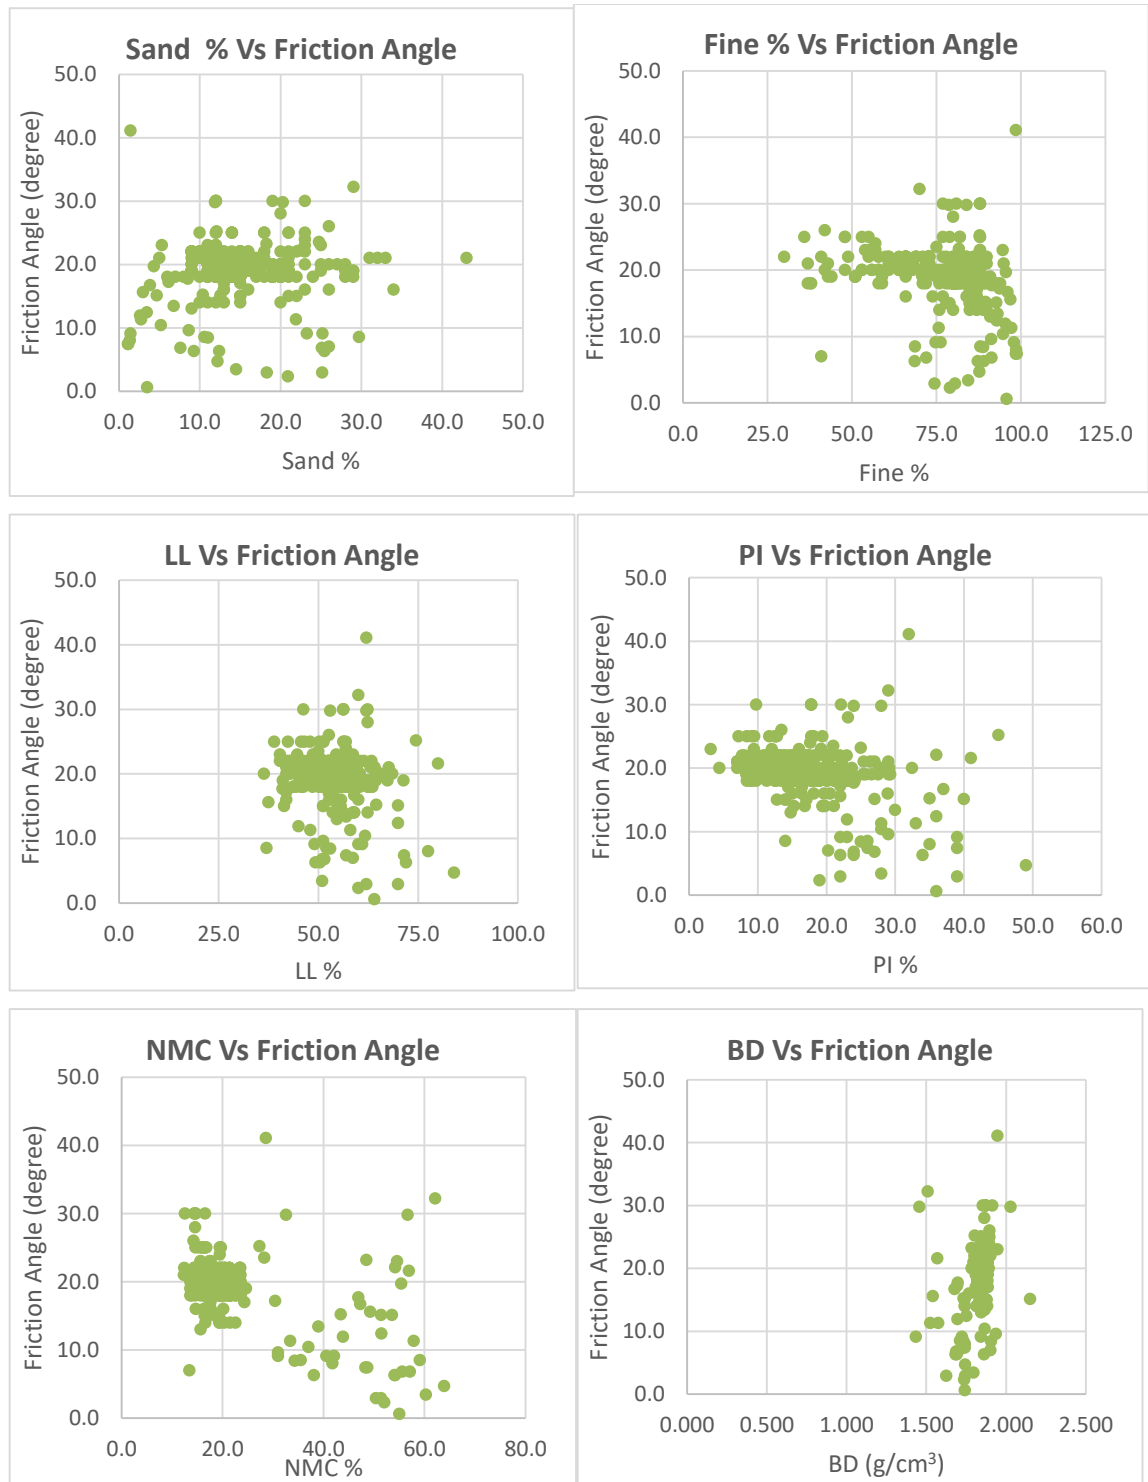 Sand % Vs Friction Angle
50.0
40.0
30.0
20.0
10.0
0.0
Friction Angle (degree)
0.0 10.0 20.0 30.0 40.0 50.0
Sand %
Fine % Vs Friction Angle
50.0
40.0
30.0
20.0
10.0
0.0
Friction Angle (degree)
0.0 25.0 50.0 75.0 100.0 125.0
Fine %
LL Vs Friction Angle
50.0
40.0
30.0
20.0
10.0
0.0
Friction Angle (degree)
0.0 25.0 50.0 75.0 100.0
LL %
PI Vs Friction Angle
50.0
40.0
30.0
20.0
10.0
0.0
Friction Angle (degree)
0.0 10.0 20.0 30.0 40.0 50.0 60.0
PI %
NMC Vs Friction Angle
50.0
40.0
30.0
20.0
10.0
0.0
Friction Angle (degree)
0.0 20.0 40.0 60.0 80.0
NMC %
BD Vs Friction Angle
50.0
40.0
30.0
20.0
10.0
0.0
Friction Angle (degree)
0.000 0.500 1.000 1.500 2.000 2.500
BD (g/cm³)